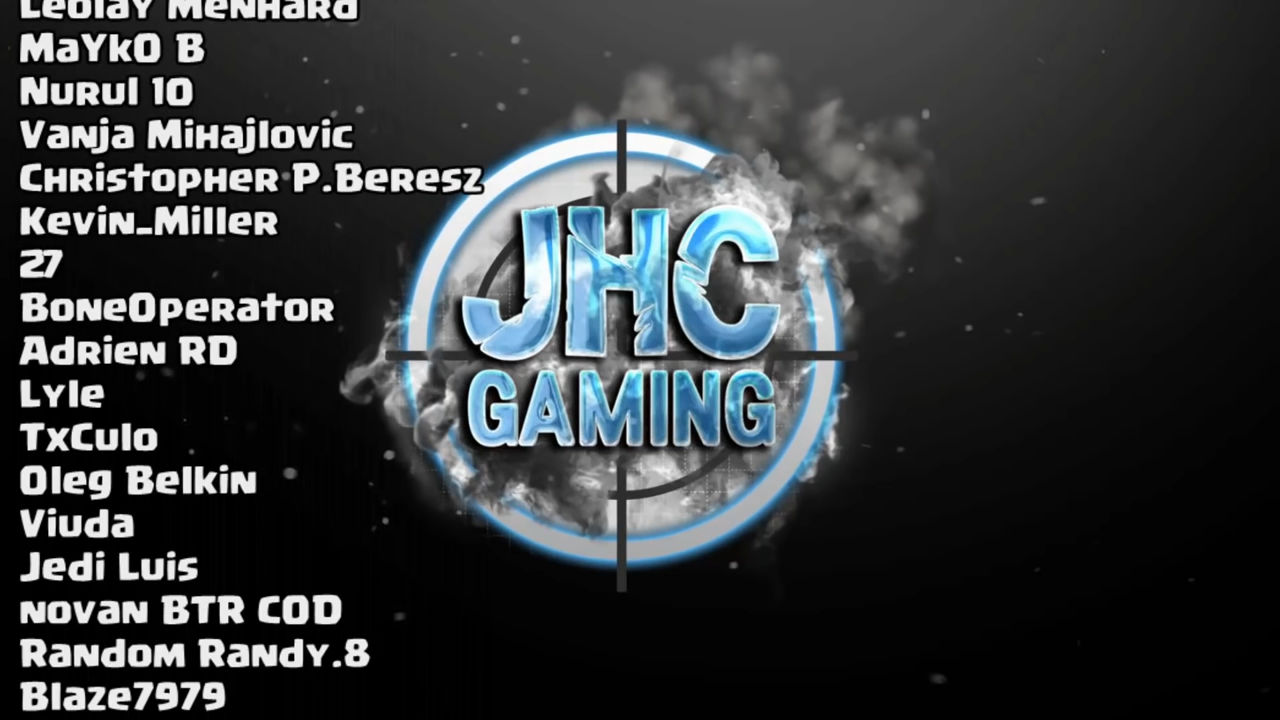 Menhard
MaYkO B
Nurul 10
Vanja Mihajlovic
Christopher P.Beresz
Kevin_Miller
27
BoneOperator
Adrien RD
Lyle
TxCulo
Oleg Belkin
Viuda
Jedi Luis
novan BTR COD
Random Randy.8
Blaze7979
JHC
GAMING